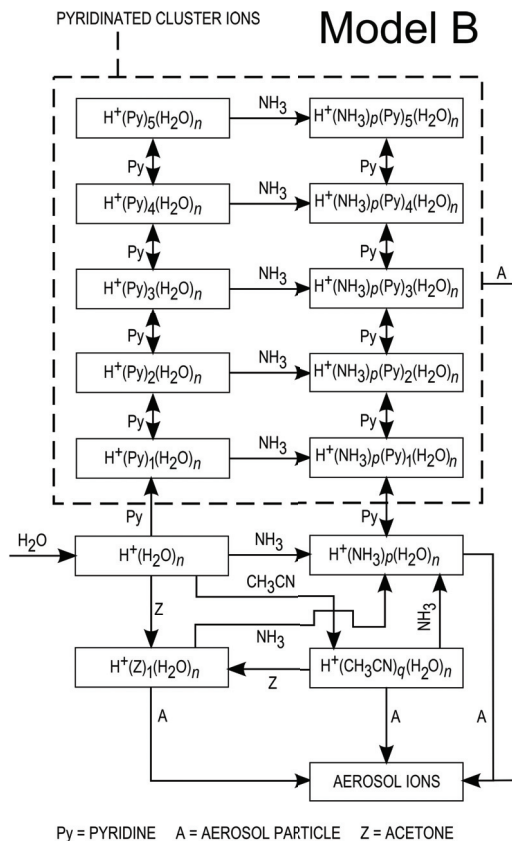 PYRIDINATED CLUSTER IONS
Model B
H⁺(Py)₅(H₂O)ₙ
NH₃
H⁺(NH₃)p(Py)₅(H₂O)ₙ
Py
Py
H⁺(Py)₄(H₂O)ₙ
NH₃
H⁺(NH₃)p(Py)₄(H₂O)ₙ
Py
Py
A
H⁺(Py)₃(H₂O)ₙ
NH₃
H⁺(NH₃)p(Py)₃(H₂O)ₙ
Py
Py
H⁺(Py)₂(H₂O)ₙ
NH₃
H⁺(NH₃)p(Py)₂(H₂O)ₙ
Py
Py
H⁺(Py)₁(H₂O)ₙ
NH₃
H⁺(NH₃)p(Py)₁(H₂O)ₙ
Py
Py
H₂O
H⁺(H₂O)ₙ
NH₃
H⁺(NH₃)p(H₂O)ₙ
CH₃CN
Z
NH₃
NH₃
H⁺(Z)₁(H₂O)ₙ
Z
H⁺(CH₃CN)q(H₂O)ₙ
A
A
A
AEROSOL IONS
Py = PYRIDINE A = AEROSOL PARTICLE Z = ACETONE